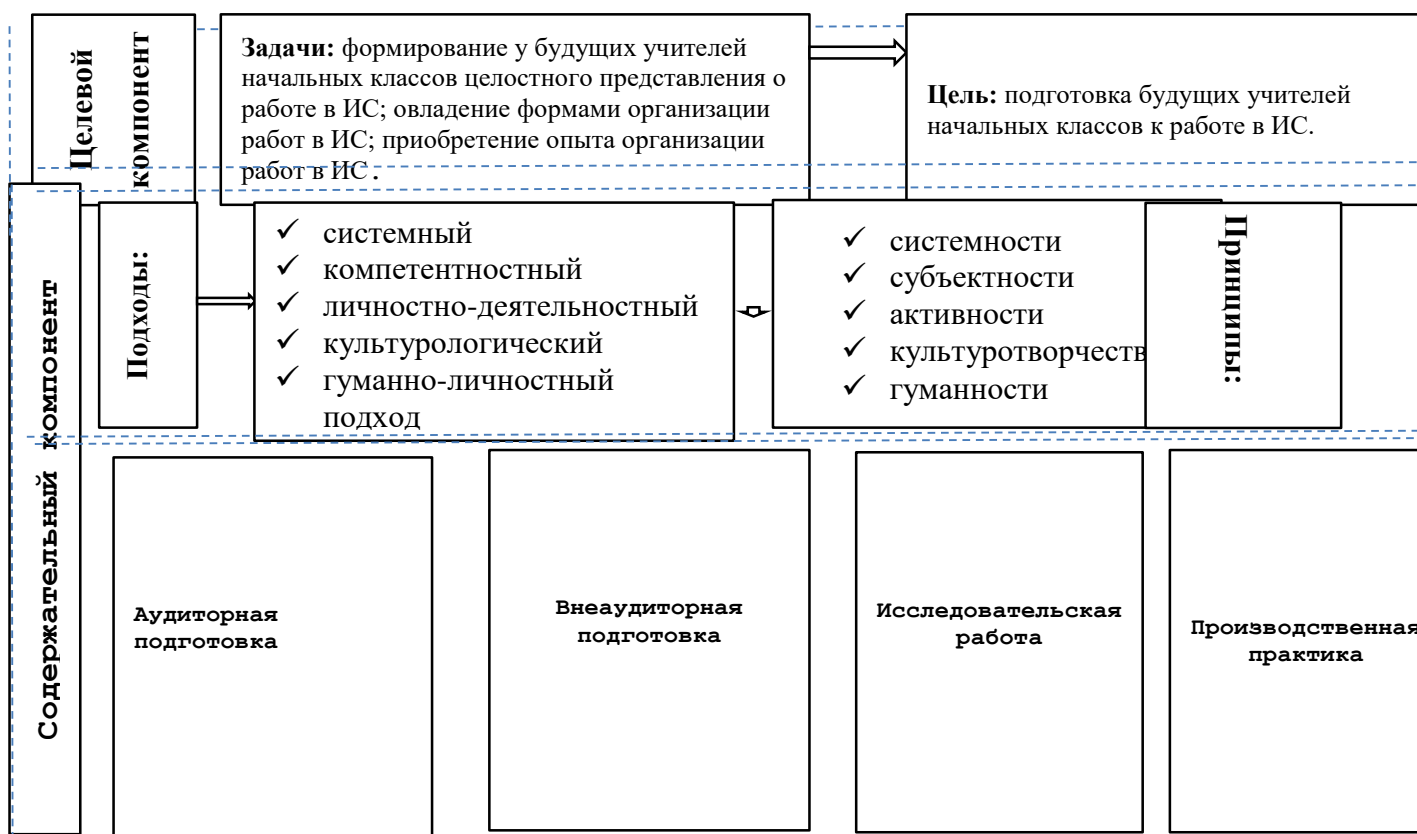 Целевой
компонент
Задачи: формирование у будущих учителей
начальных классов целостного представления о
работе в ИС; овладение формами организации
работ в ИС; приобретение опыта организации
работ в ИС.
Цель: подготовка будущих учителей
начальных классов к работе в ИС.
Содержательный компонент
Подходы:
✓ системный
✓ компетентностный
✓ личностно-деятельностный
✓ культурологический
✓ гуманно-личностный
подход
✓ системности
✓ субъектности
✓ активности
✓ культуротворчеств
✓ гуманности
Принципы:
Аудиторная
подготовка
Внеаудиторная
подготовка
Исследовательская
работа
Производственная
практика